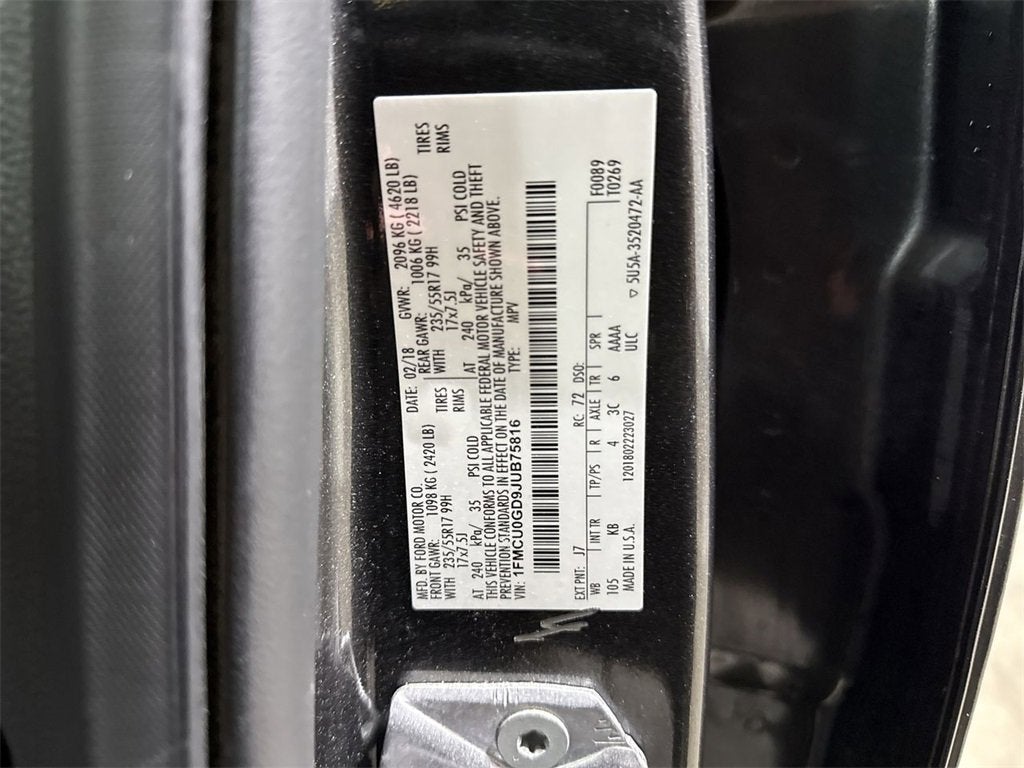 MFD. BY FORD MOTOR CO. DATE: 02/18 GVWR: 2096 KG ( 4620 LB)
FRONT GAWR: 1098 KG ( 2420 LB) REAR GAWR: 1006 KG ( 2218 LB)
WITH 235/55R17 99H TIRES WITH 235/55R17 99H TIRES
17x7.5J RIMS 17x7.5J RIMS
AT 240 kPa/ 35 PSI COLD AT 240 kPa/ 35 PSI COLD
THIS VEHICLE CONFORMS TO ALL APPLICABLE FEDERAL MOTOR VEHICLE SAFETY AND THEFT
PREVENTION STANDARDS IN EFFECT ON THE DATE OF MANUFACTURE SHOWN ABOVE.
VIN: 1FMCU0GD9JUB75816 TYPE: MPV
EXT PNT: J7 RC: 72 DSO: F0089
WB INTR TP/PS R AXLE TR SPR T0269
105 KB 4 3C 6 AAAA
MADE IN U.S.A. 1201802223027 ULC ▽ 5U5A-3520472-AA